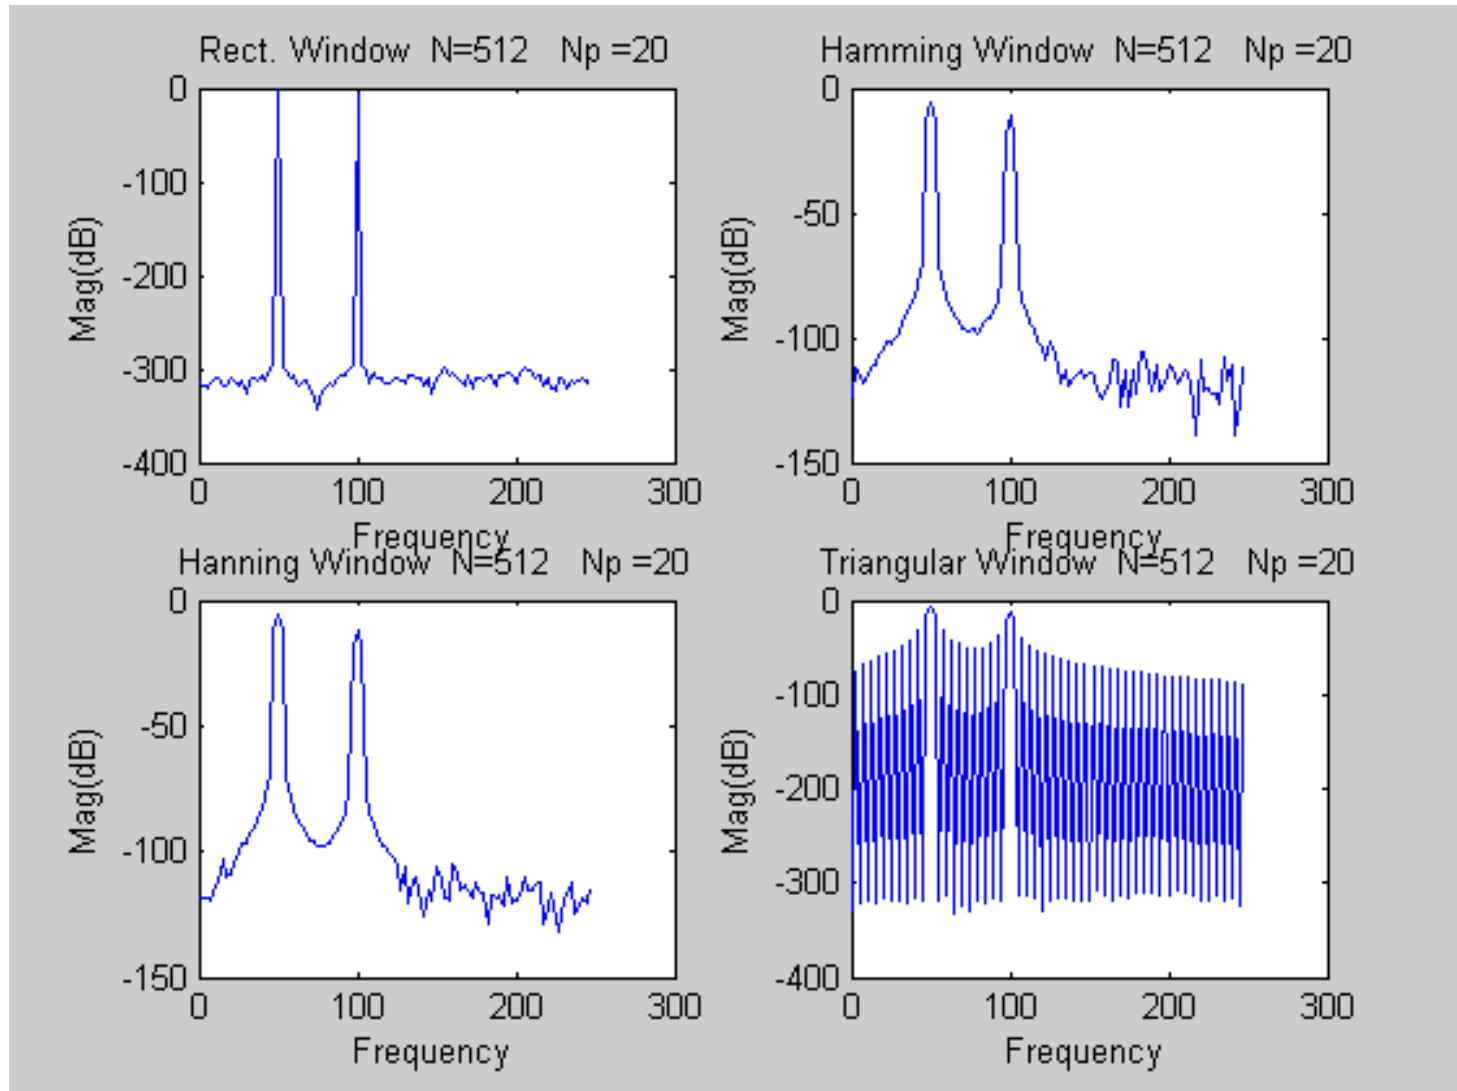 Rect. Window N=512 Np =20
0
-100
-200
-300
-400
Mag(dB)
0 100 200 300
Frequency
Hamming Window N=512 Np =20
0
-50
-100
-150
Mag(dB)
0 100 200 300
Frequency
Hanning Window N=512 Np =20
0
-50
-100
-150
Mag(dB)
0 100 200 300
Frequency
Triangular Window N=512 Np =20
0
-100
-200
-300
-400
Mag(dB)
0 100 200 300
Frequency